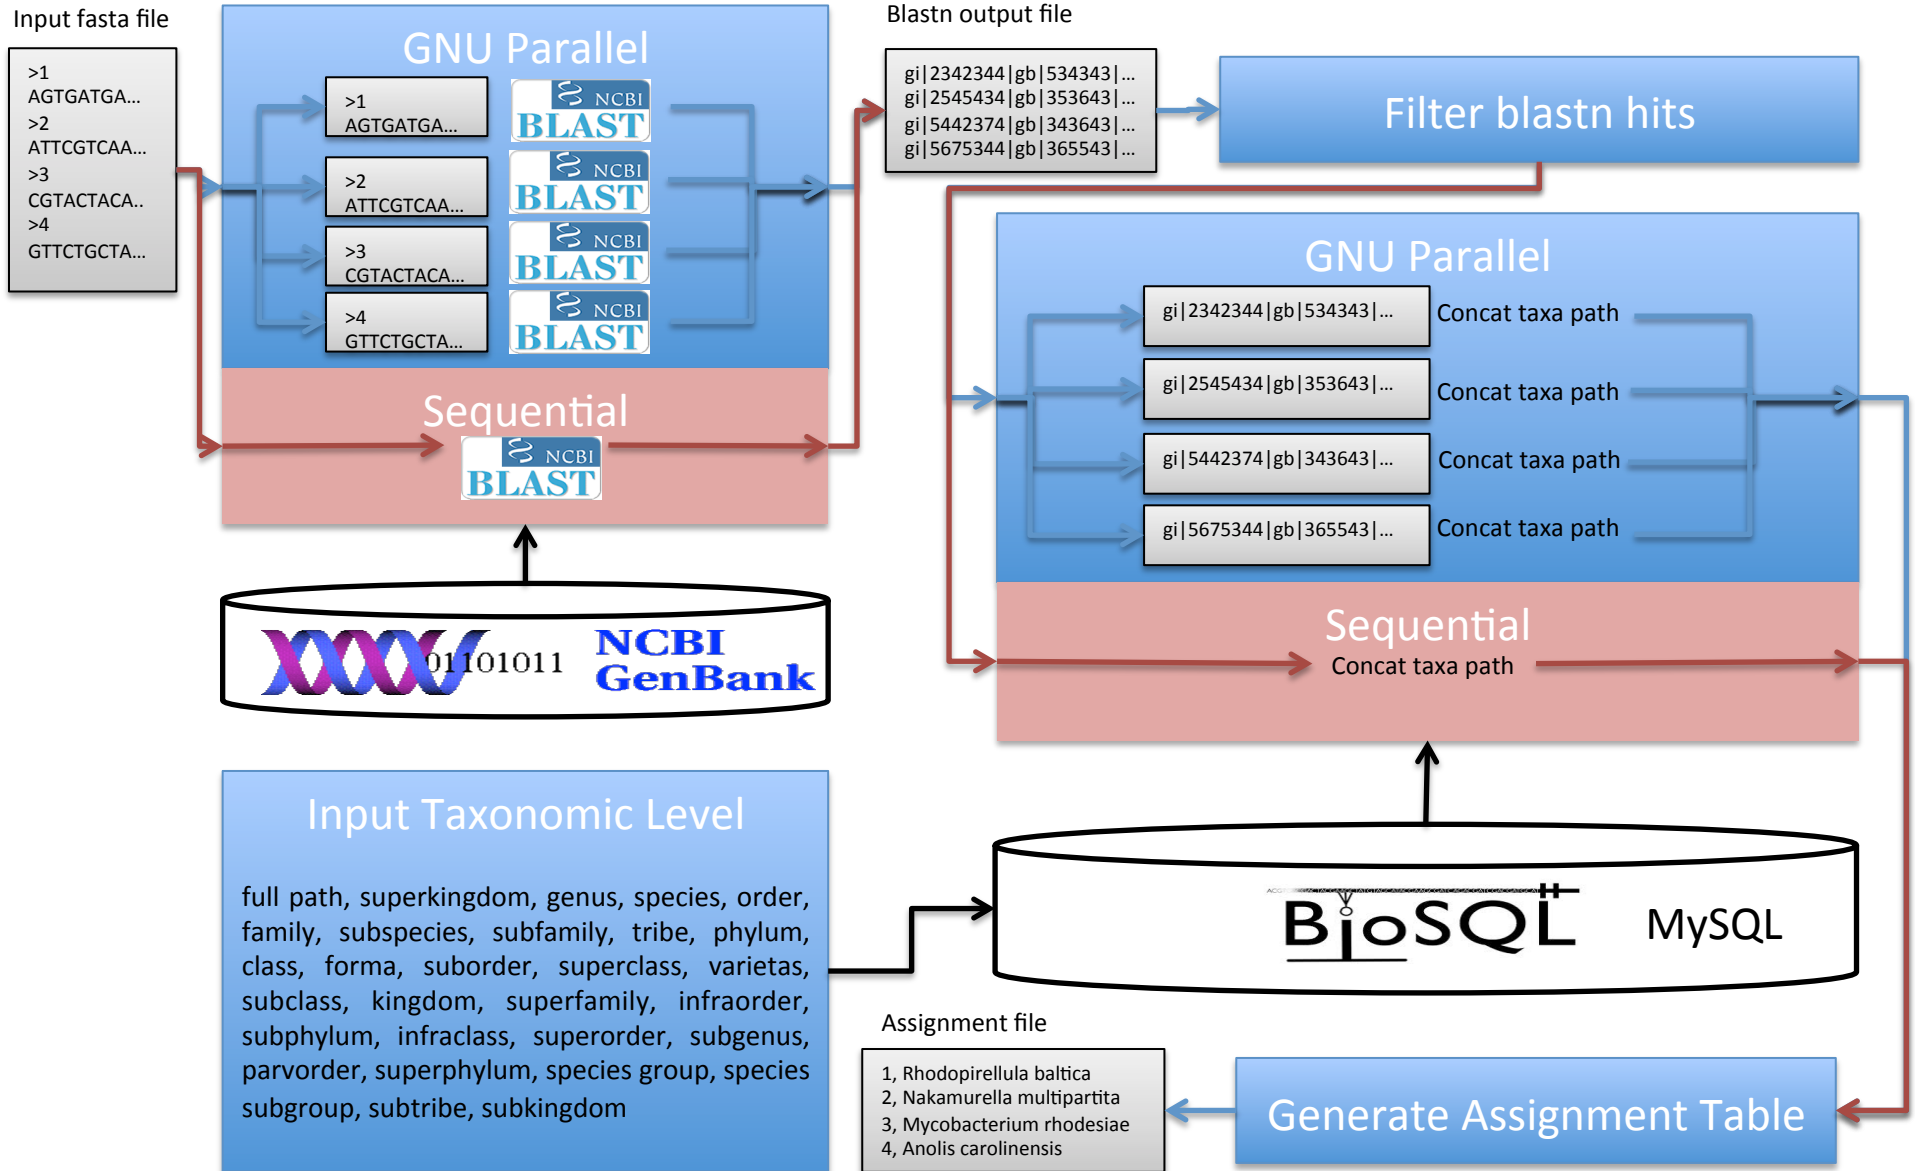 Input fasta file
>1
AGTGATGA...
>2
ATTCGTCAA...
>3
CGTACTACA..
>4
GTTCTGCTA...
GNU Parallel
>1
AGTGATGA...
NCBI
BLAST
>2
ATTCGTCAA...
NCBI
BLAST
>3
CGTACTACA...
NCBI
BLAST
>4
GTTCTGCTA...
NCBI
BLAST
Sequential
NCBI
BLAST
01101011
NCBI
GenBank
Blastn output file
gi|2342344|gb|534343|...
gi|2545434|gb|353643|...
gi|5442374|gb|343643|...
gi|5675344|gb|365543|...
Filter blastn hits
GNU Parallel
gi|2342344|gb|534343|...
Concat taxa path
gi|2545434|gb|353643|...
Concat taxa path
gi|5442374|gb|343643|...
Concat taxa path
gi|5675344|gb|365543|...
Concat taxa path
Sequential
Concat taxa path
Input Taxonomic Level
full path, superkingdom, genus, species, order,
family, subspecies, subfamily, tribe, phylum,
class, forma, suborder, superclass, varietas,
subclass, kingdom, superfamily, infraorder,
subphylum, infraclass, superorder, subgenus,
parvorder, superphylum, species group, species
subgroup, subtribe, subkingdom
BioSQL
MySQL
Assignment file
1, Rhodopirellula baltica
2, Nakamurella multipartita
3, Mycobacterium rhodesiae
4, Anolis carolinensis
Generate Assignment Table